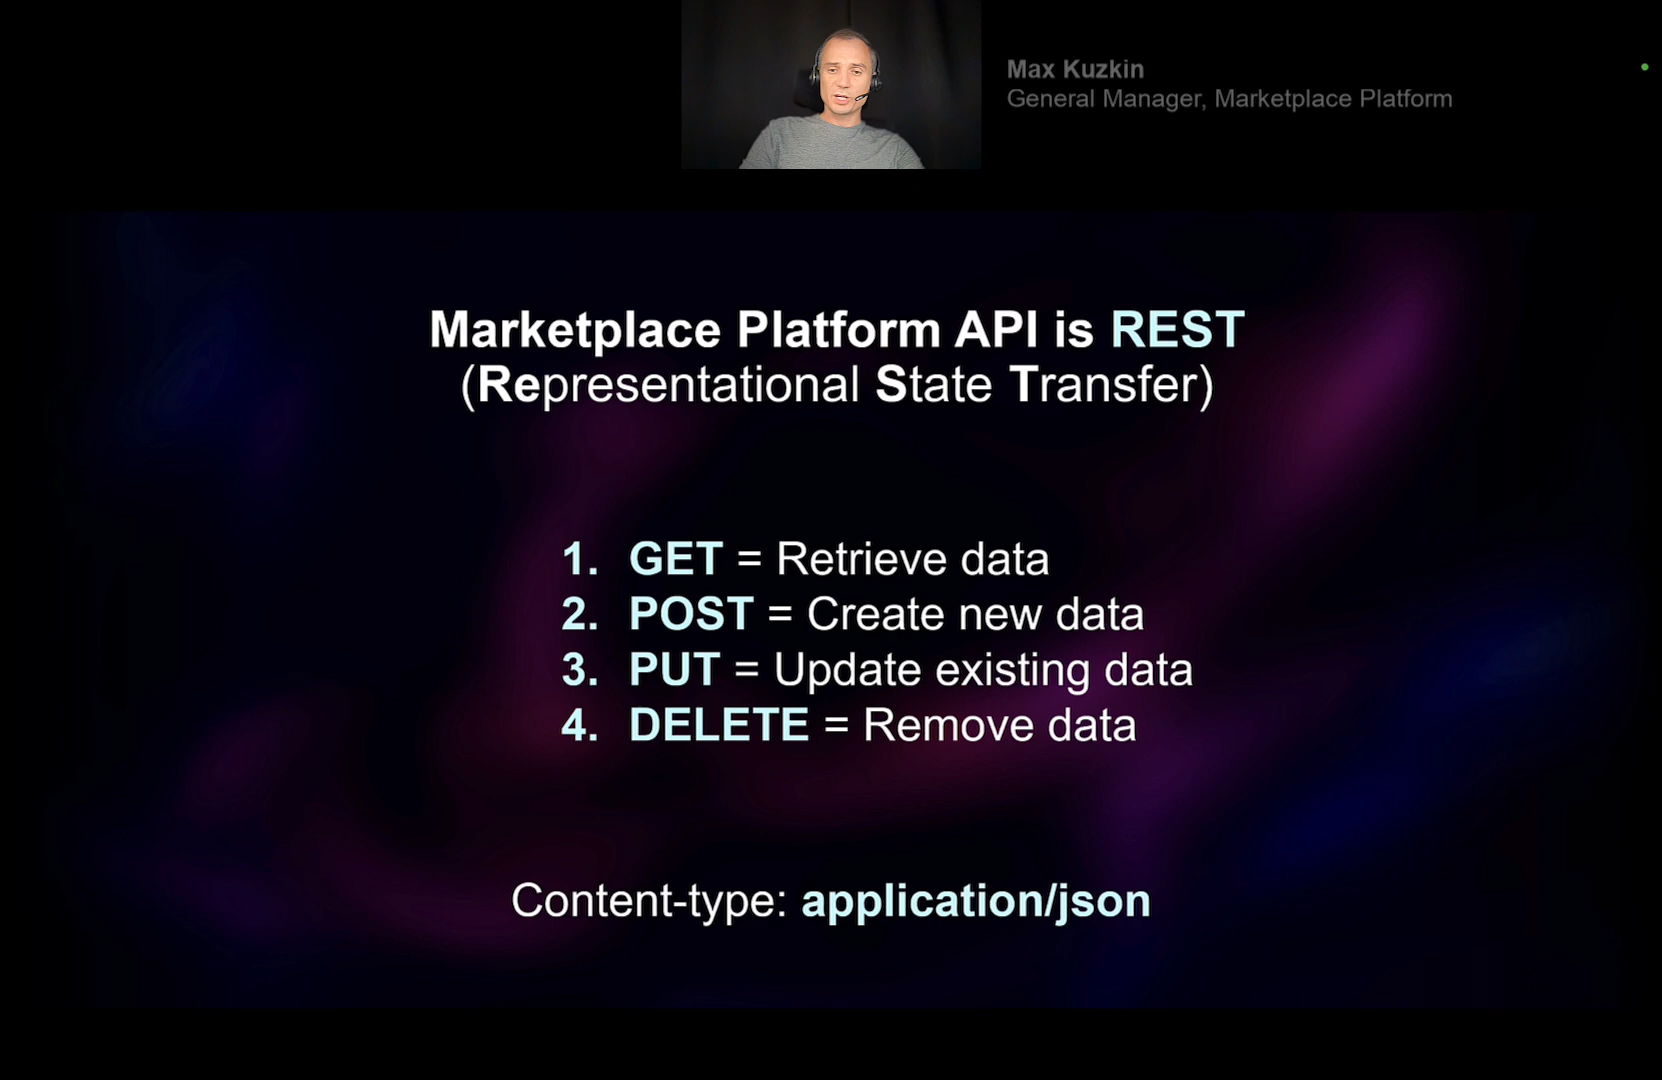 Max Kuzkin
General Manager, Marketplace Platform
Marketplace Platform API is REST
(Representational State Transfer)
1. GET = Retrieve data
2. POST = Create new data
3. PUT = Update existing data
4. DELETE = Remove data
Content-type: application/json